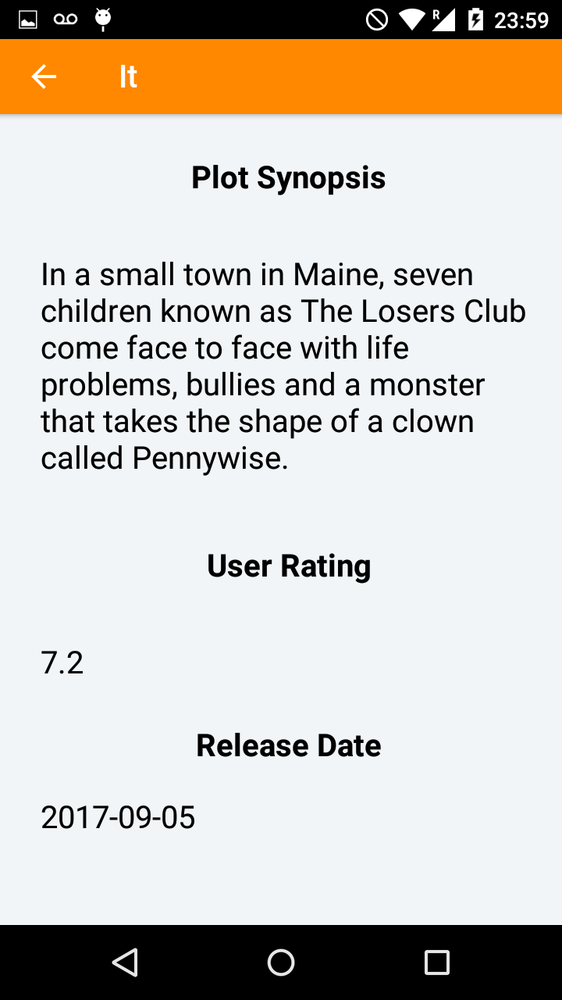 R
23:59
It
Plot Synopsis
In a small town in Maine, seven
children known as The Losers Club
come face to face with life
problems, bullies and a monster
that takes the shape of a clown
called Pennywise.
User Rating
7.2
Release Date
2017-09-05